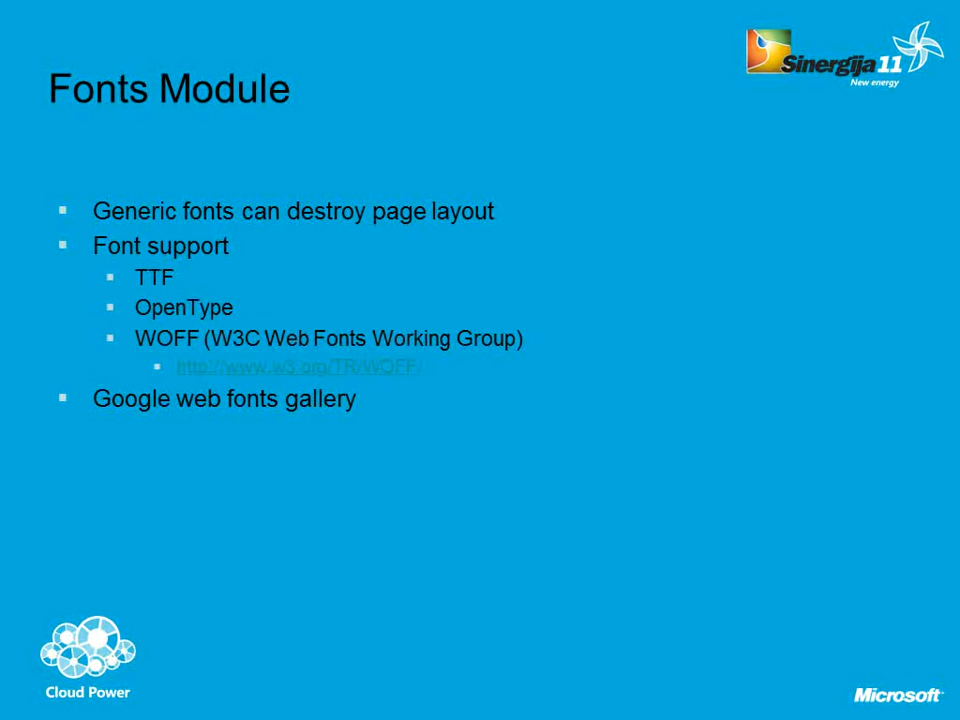 Sinergija 11
New energy
Fonts Module
Generic fonts can destroy page layout
Font support
TTF
OpenType
WOFF (W3C Web Fonts Working Group)
http://www.w3.org/TR/WOFF/
Google web fonts gallery
Cloud Power
Microsoft